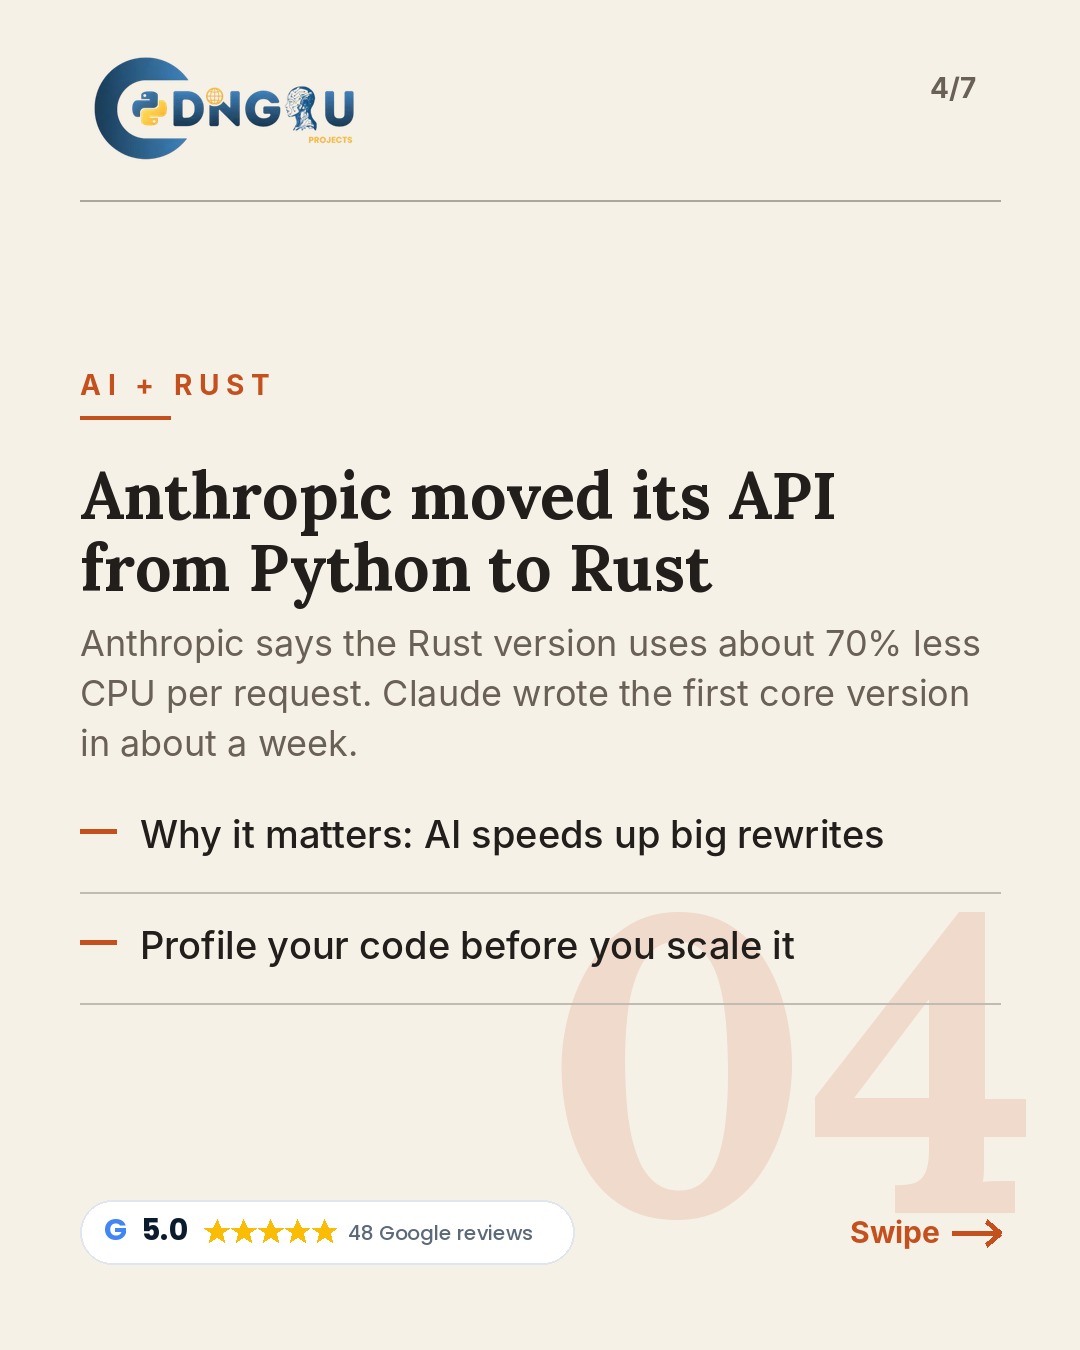 CDNGRU
PROJECTS
4/7
AI + RUST
Anthropic moved its API
from Python to Rust
Anthropic says the Rust version uses about 70% less
CPU per request. Claude wrote the first core version
in about a week.
Why it matters: AI speeds up big rewrites
Profile your code before you scale it
04
G 5.0 48 Google reviews
Swipe